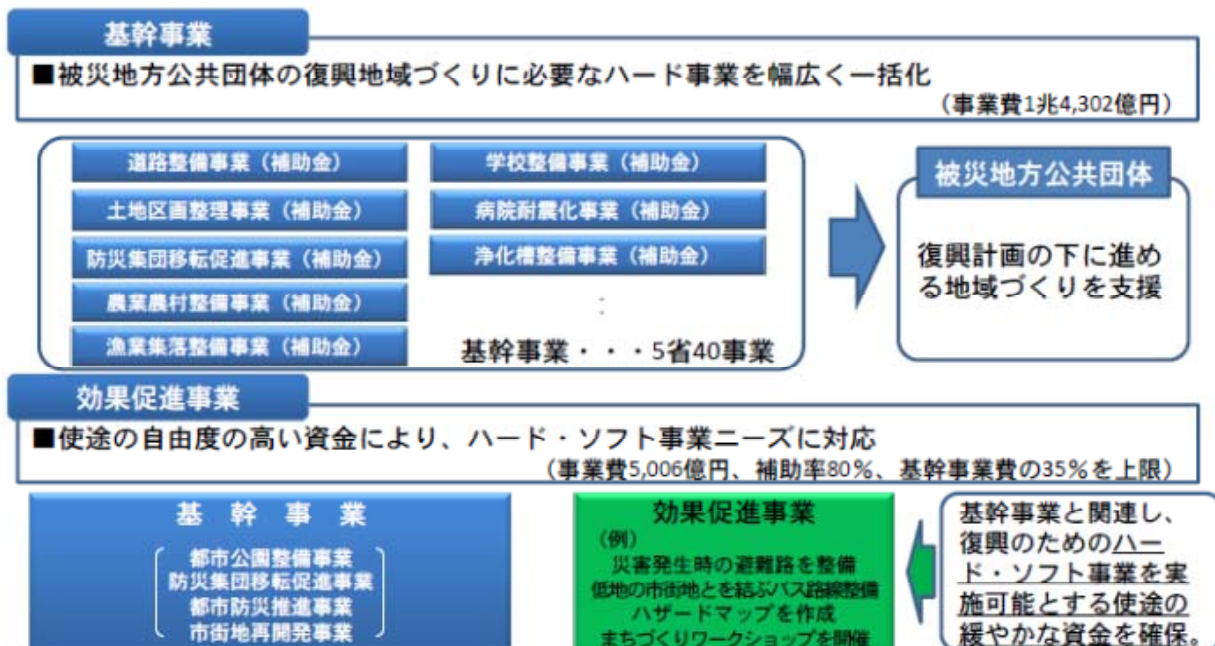 基幹事業
■被災地方公共団体の復興地域づくりに必要なハード事業を幅広く一括化
（事業費1兆4,302億円）
道路整備事業（補助金）
土地区画整理事業（補助金）
防災集団移転促進事業（補助金）
農業農村整備事業（補助金）
漁業集落整備事業（補助金）
学校整備事業（補助金）
病院耐震化事業（補助金）
浄化槽整備事業（補助金）
：
基幹事業・・・5省40事業
被災地方公共団体
復興計画の下に進め
る地域づくりを支援
効果促進事業
■使途の自由度の高い資金により、ハード・ソフト事業ニーズに対応
（事業費5,006億円、補助率80％、基幹事業費の35％を上限）
基 幹 事 業
都市公園整備事業
防災集団移転促進事業
都市防災推進事業
市街地再開発事業
効果促進事業
（例）
災害発生時の避難路を整備
低地の市街地とを結ぶバス路線整備
ハザードマップを作成
まちづくりワークショップを開催
基幹事業と関連し、
復興のためのハー
ド・ソフト事業を実
施可能とする使途の
緩やかな資金を確保。